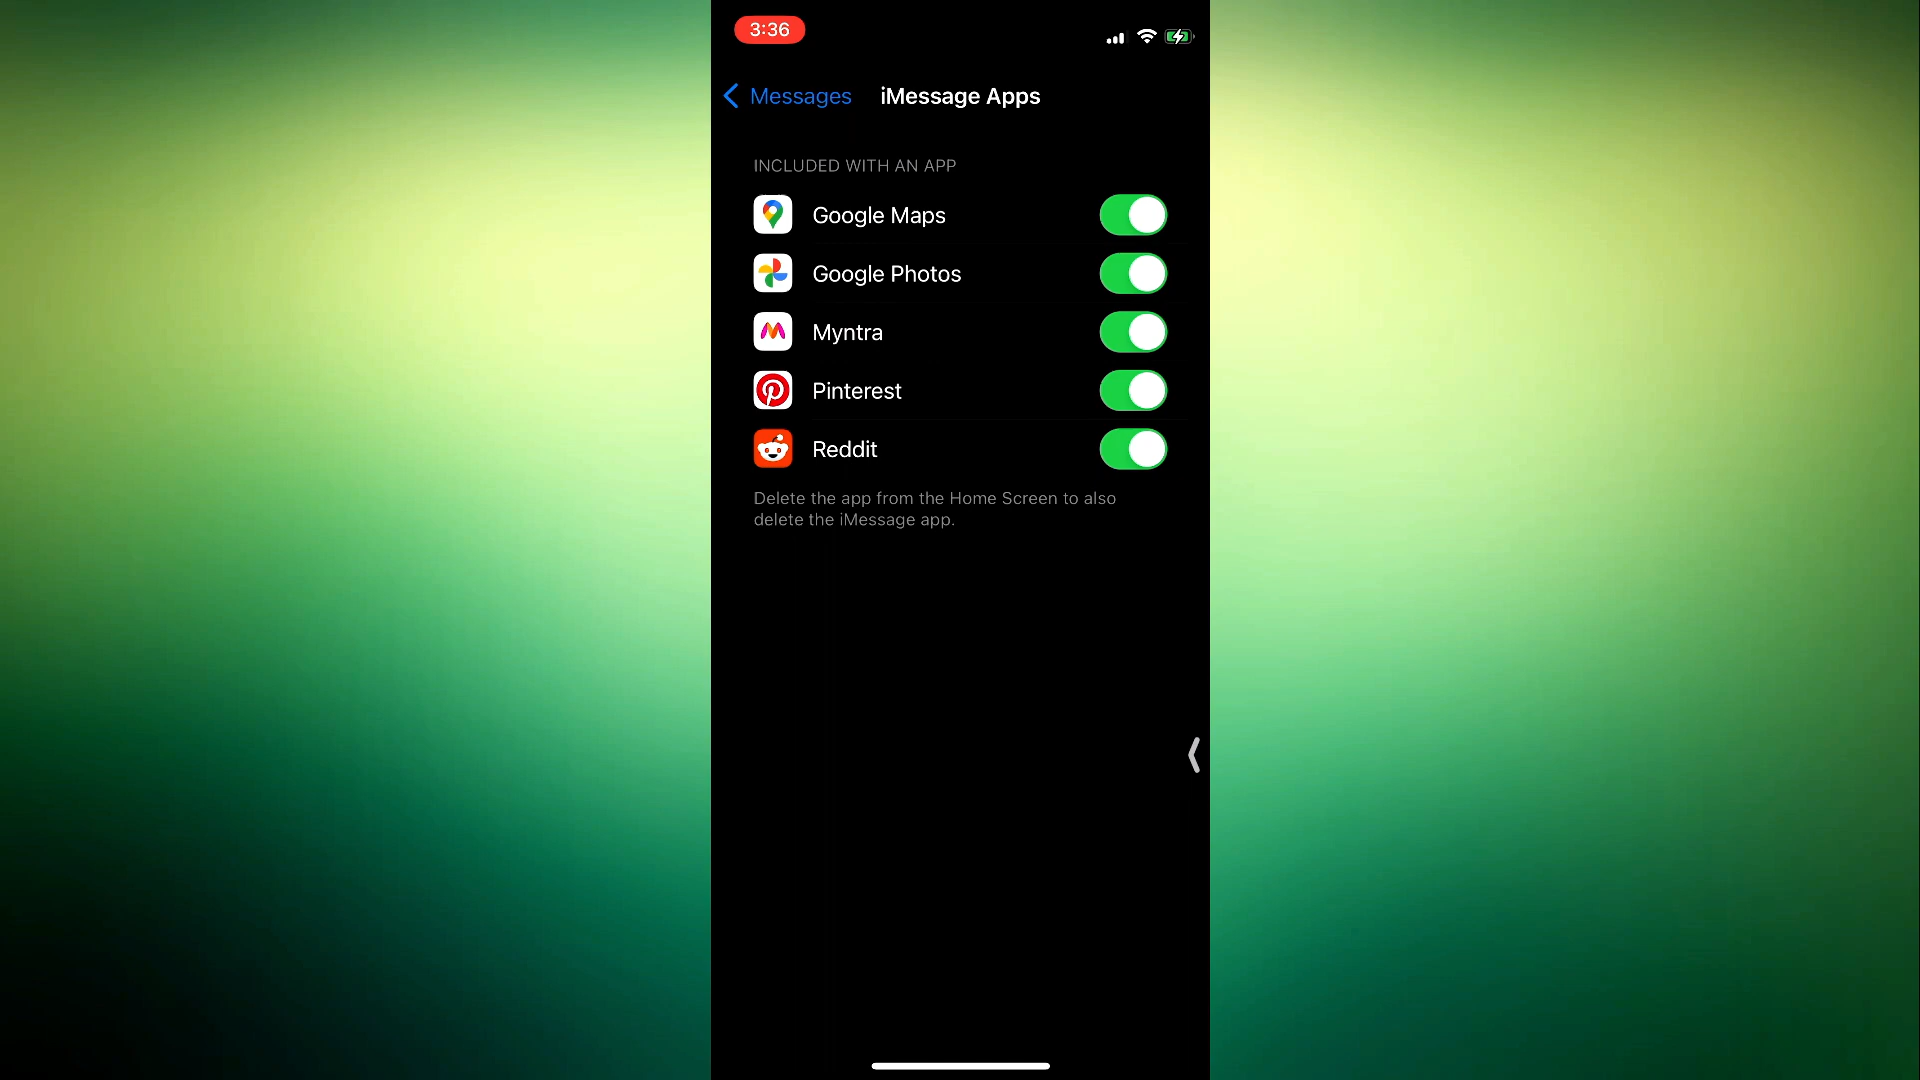 3:36
Messages
iMessage Apps
INCLUDED WITH AN APP
Google Maps
Google Photos
Myntra
Pinterest
Reddit
Delete the app from the Home Screen to also
delete the iMessage app.